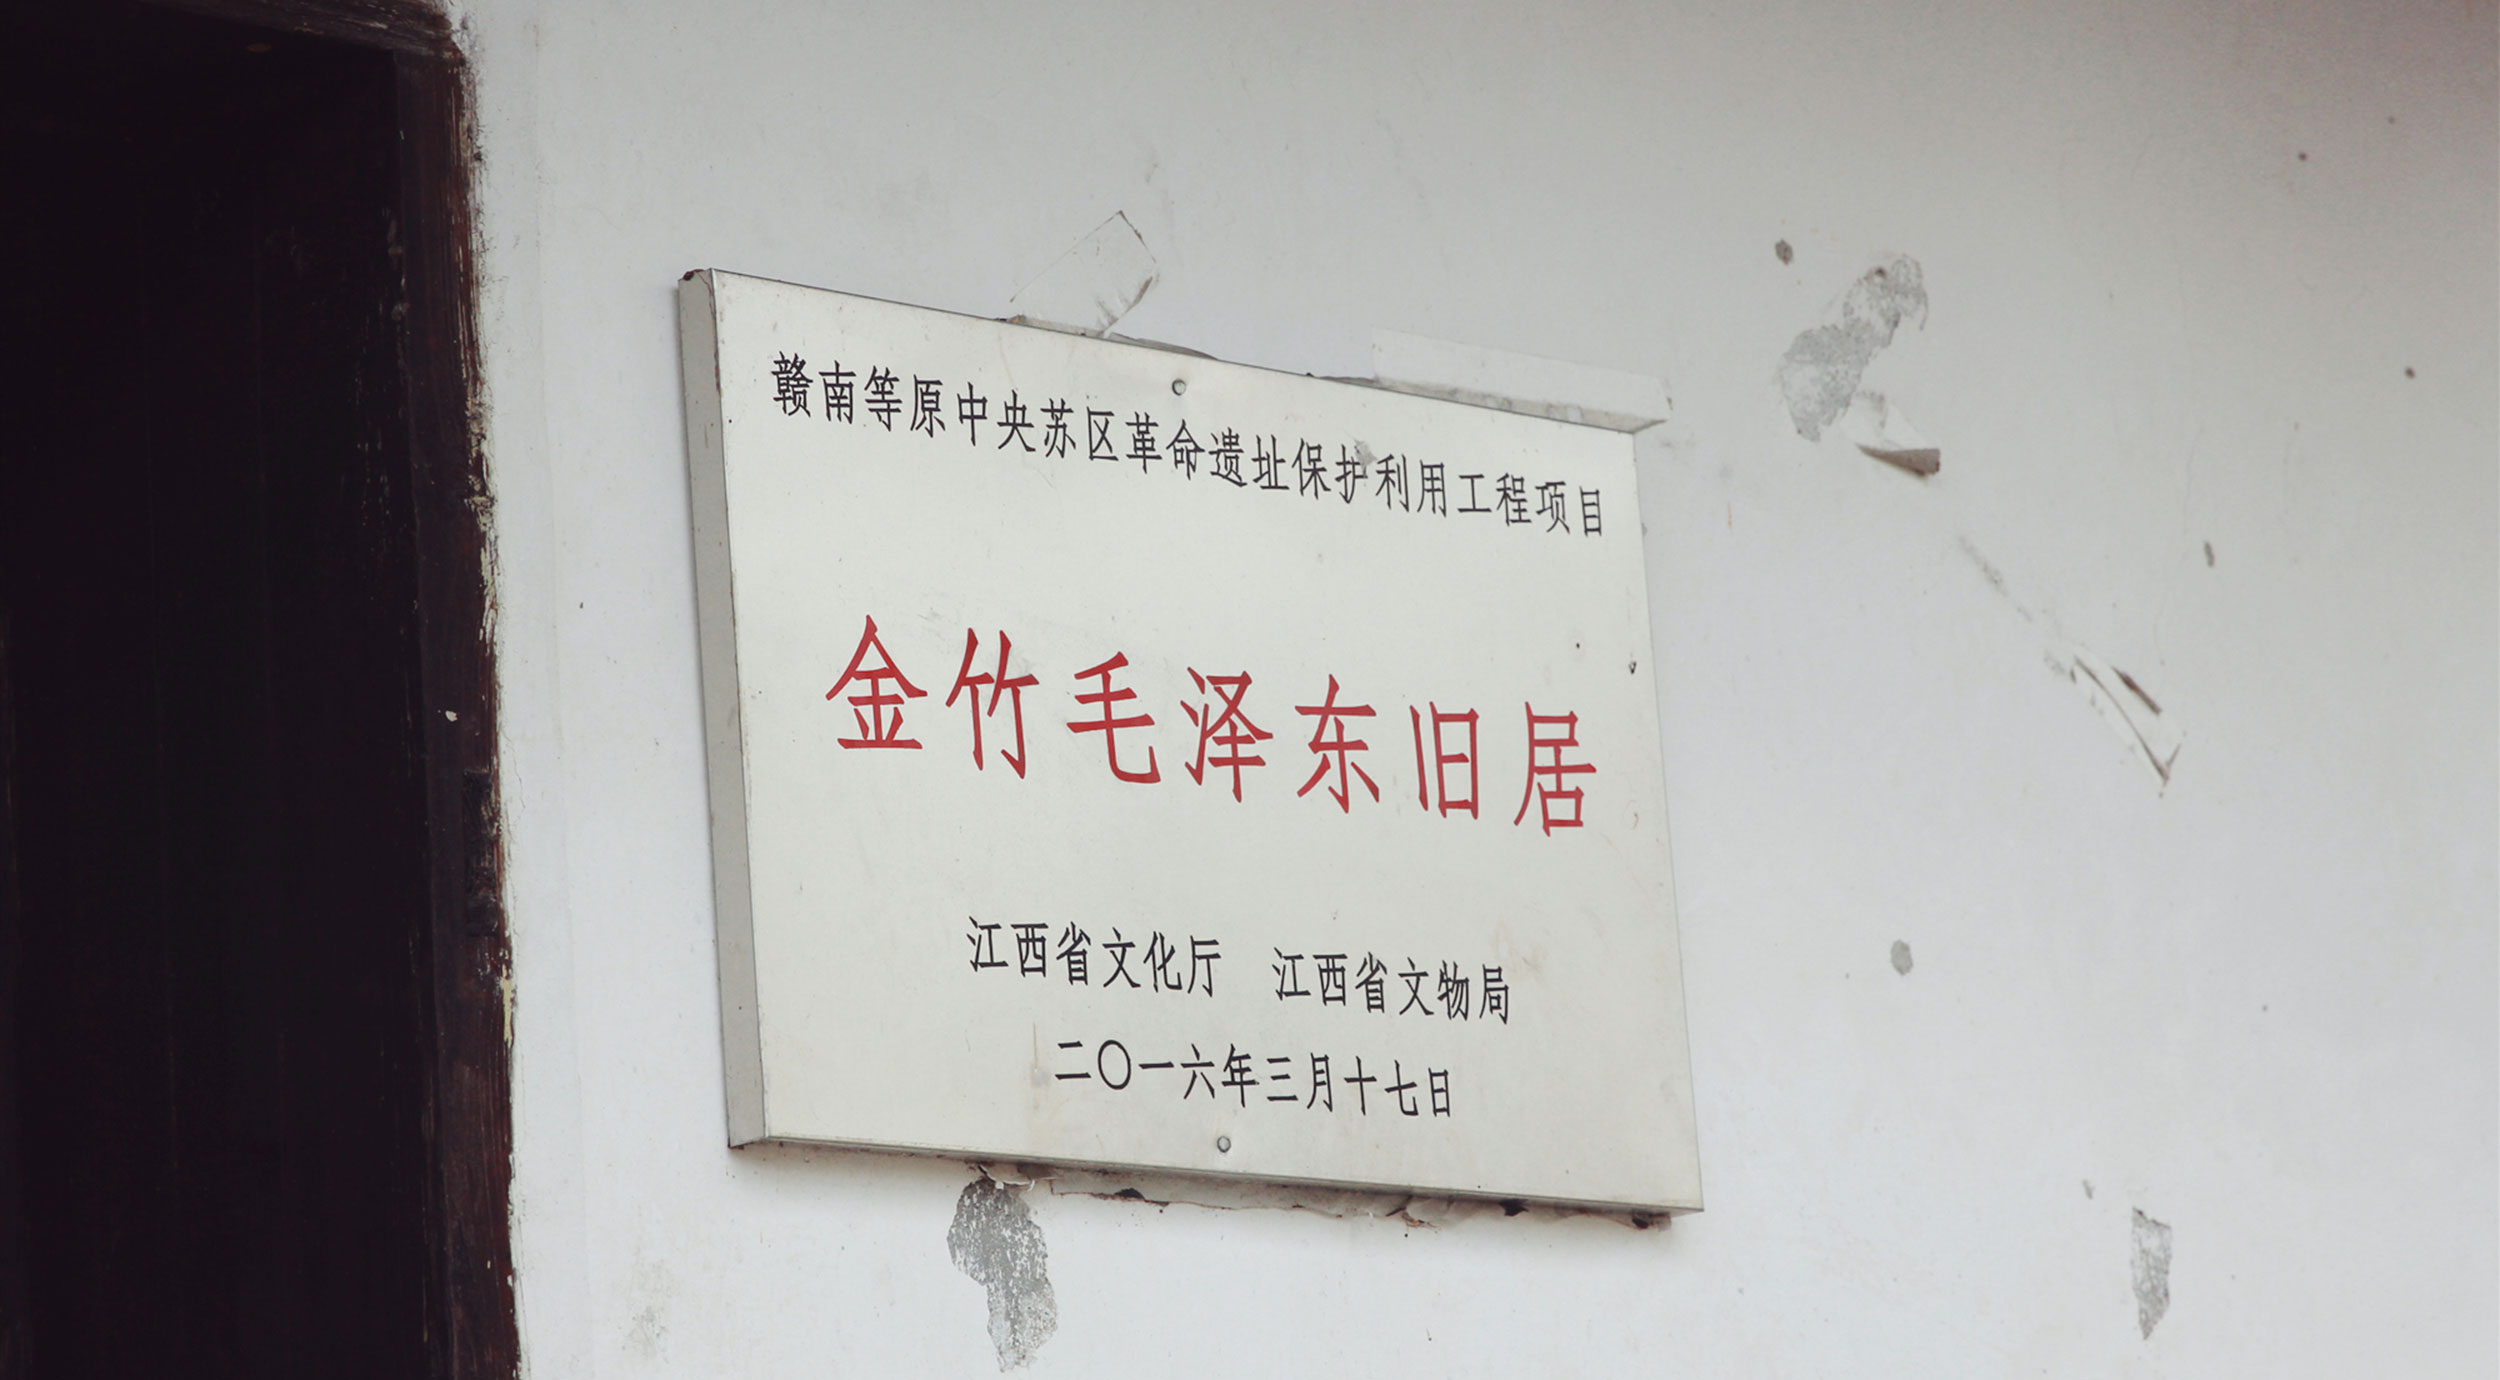 赣南等原中央苏区革命遗址保护利用工程项目
金竹毛泽东旧居
江西省文化厅　江西省文物局
二〇一六年三月十七日